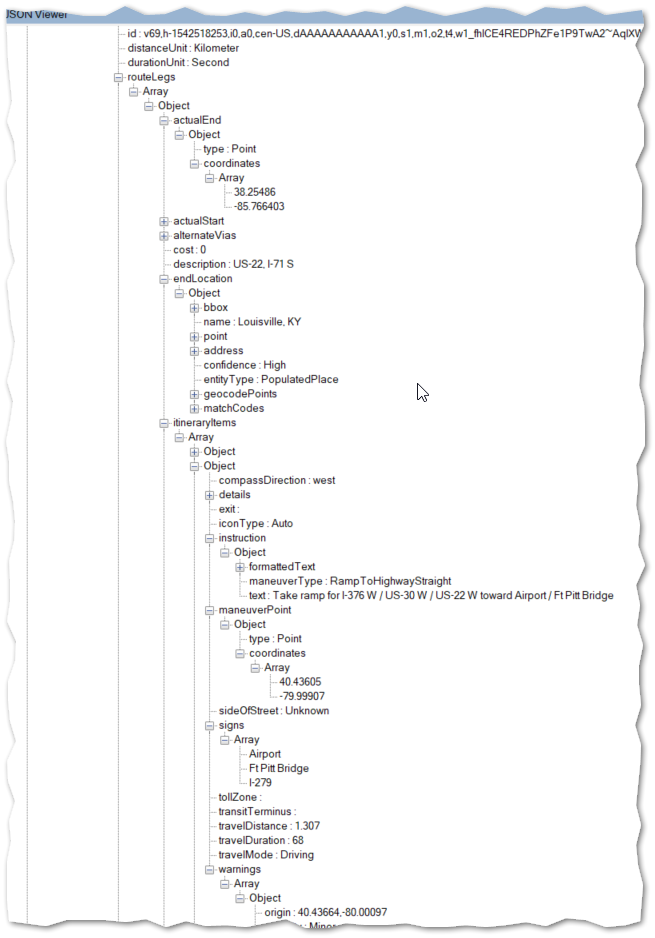 JSON Viewer
id : v69,h-1542518253,i0,a0,cen-US,dAAAAAAAAAAA1,y0,s1,m1,o2,t4,w1_fhlCE4REDPhZFe1P9TwA2~AqlXW
distanceUnit : Kilometer
durationUnit : Second
routeLegs
Array
Object
actualEnd
Object
type : Point
coordinates
Array
38.25486
-85.766403
actualStart
alternateVias
cost : 0
description : US-22, I-71 S
endLocation
Object
bbox
name : Louisville, KY
point
address
confidence : High
entityType : PopulatedPlace
geocodePoints
matchCodes
itineraryItems
Array
Object
Object
compassDirection : west
details
exit :
iconType : Auto
instruction
Object
formattedText
maneuverType : RampToHighwayStraight
text : Take ramp for I-376 W / US-30 W / US-22 W toward Airport / Ft Pitt Bridge
maneuverPoint
Object
type : Point
coordinates
Array
40.43605
-79.99907
sideOfStreet : Unknown
signs
Array
Airport
Ft Pitt Bridge
I-279
tollZone :
transitTerminus :
travelDistance : 1.307
travelDuration : 68
travelMode : Driving
warnings
Array
Object
origin : 40.43664,-80.00097
: Minor